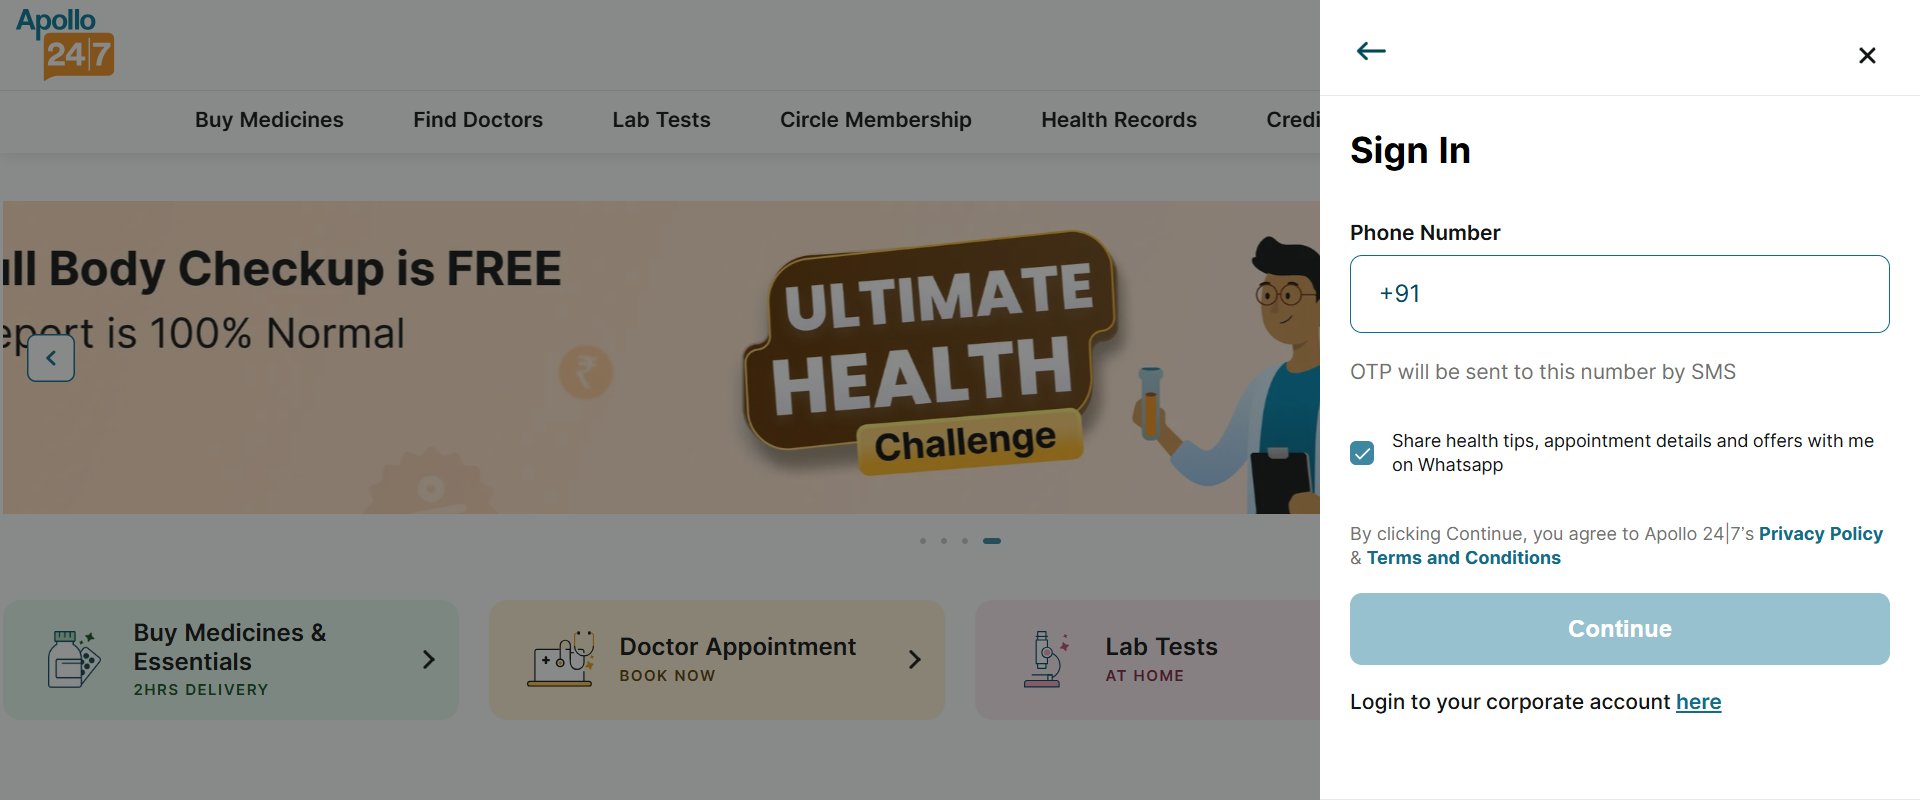 Apollo
24|7
Buy Medicines
Find Doctors
Lab Tests
Circle Membership
Health Records
Body Checkup is FREE
is 100% Normal
ULTIMATE
HEALTH
Challenge
Buy Medicines &
Essentials
2HRS DELIVERY
Doctor Appointment
BOOK NOW
Lab Tests
AT HOME
Sign In
Phone Number
+91
OTP will be sent to this number by SMS
Share health tips, appointment details and offers with me
on Whatsapp
By clicking Continue, you agree to Apollo 24|7's Privacy Policy
& Terms and Conditions
Continue
Login to your corporate account here